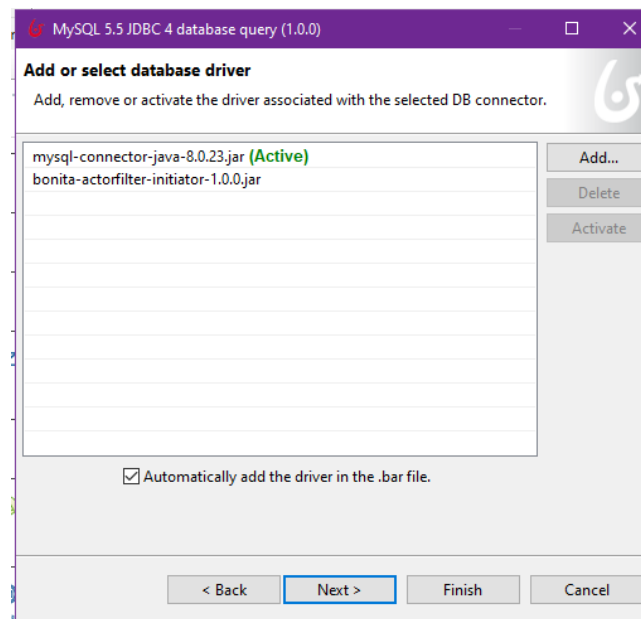 MySQL 5.5 JDBC 4 database query (1.0.0)
Add or select database driver
Add, remove or activate the driver associated with the selected DB connector.
mysql-connector-java-8.0.23.jar (Active)
bonita-actorfilter-initiator-1.0.0.jar
Add...
Delete
Activate
Automatically add the driver in the .bar file.
< Back
Next >
Finish
Cancel